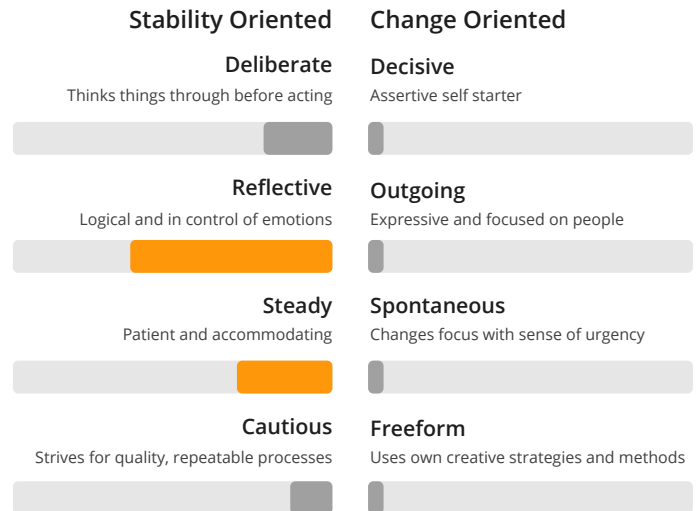 Stability Oriented
Change Oriented
Deliberate
Thinks things through before acting
Decisive
Assertive self starter
Reflective
Logical and in control of emotions
Outgoing
Expressive and focused on people
Steady
Patient and accommodating
Spontaneous
Changes focus with sense of urgency
Cautious
Strives for quality, repeatable processes
Freeform
Uses own creative strategies and methods